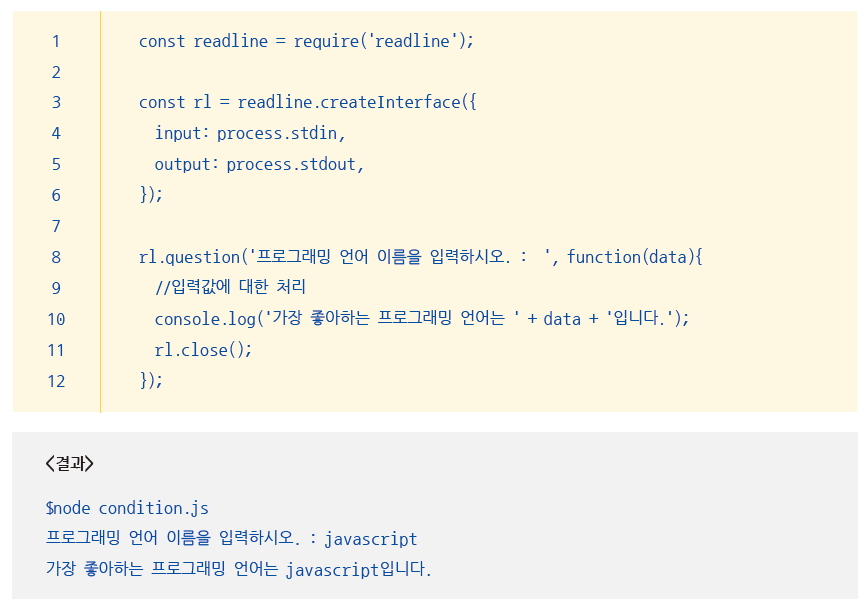 1 const readline = require('readline');
2
3 const rl = readline.createInterface({
4 input: process.stdin,
5 output: process.stdout,
6 });
7
8 rl.question('프로그래밍 언어 이름을 입력하시오. :  ', function(data){
9 //입력값에 대한 처리
10 console.log('가장 좋아하는 프로그래밍 언어는 ' + data + '입니다.');
11 rl.close();
12 });
<결과>
$node condition.js
프로그래밍 언어 이름을 입력하시오. : javascript
가장 좋아하는 프로그래밍 언어는 javascript입니다.